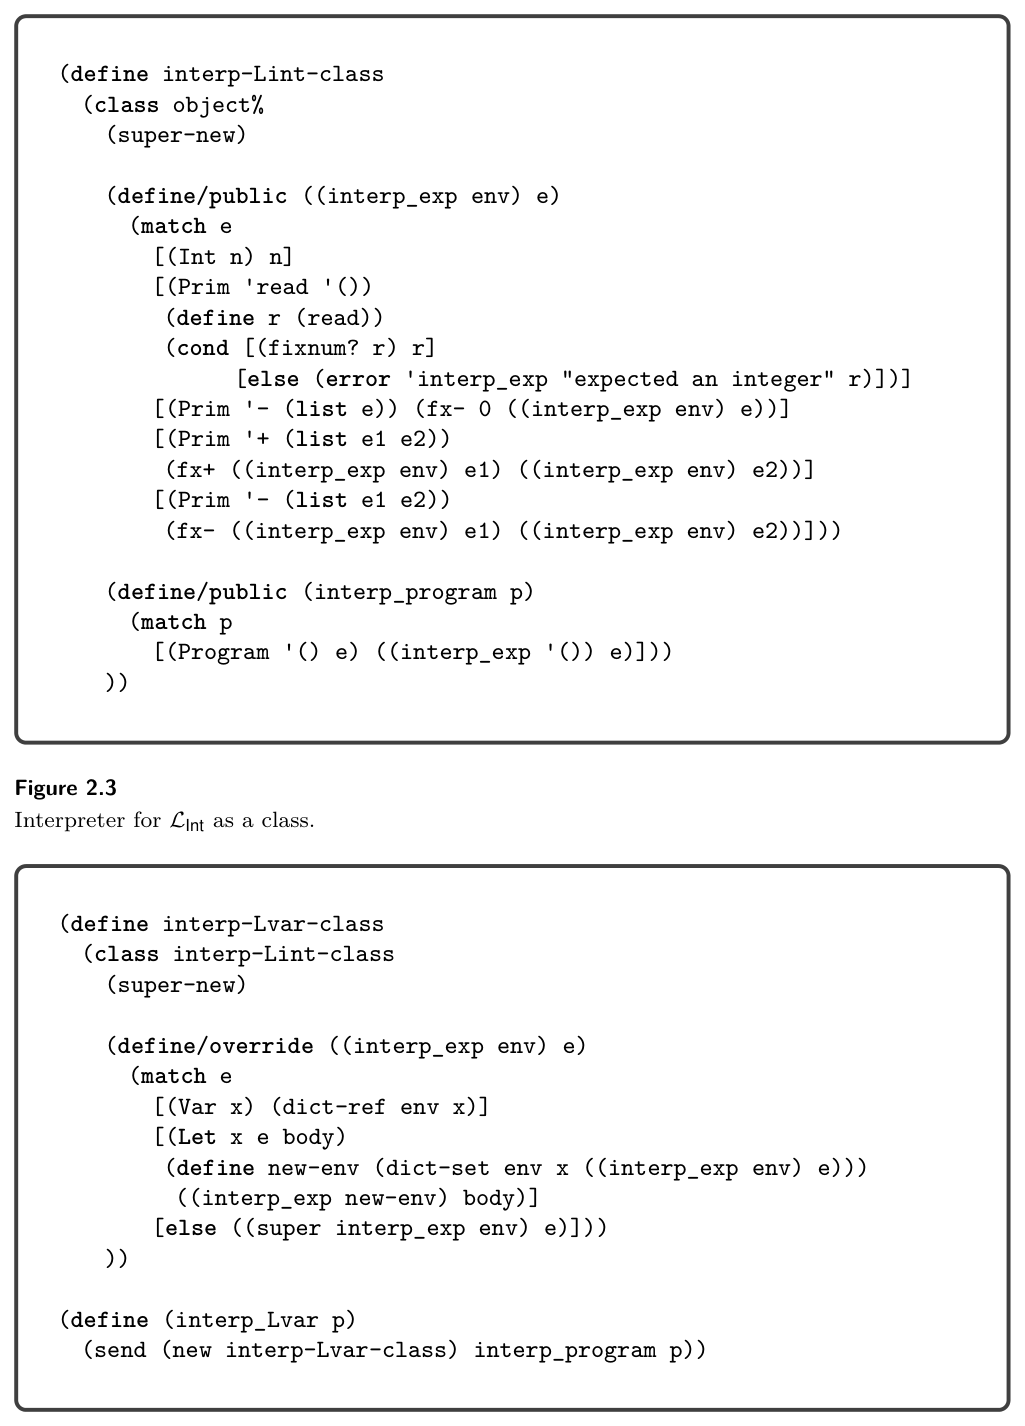 (define interp-Lint-class
  (class object%
    (super-new)

    (define/public ((interp_exp env) e)
      (match e
        [(Int n) n]
        [(Prim 'read '())
         (define r (read))
         (cond [(fixnum? r) r]
               [else (error 'interp_exp "expected an integer" r)])]
        [(Prim '- (list e)) (fx- 0 ((interp_exp env) e))]
        [(Prim '+ (list e1 e2))
         (fx+ ((interp_exp env) e1) ((interp_exp env) e2))]
        [(Prim '- (list e1 e2))
         (fx- ((interp_exp env) e1) ((interp_exp env) e2))]))

    (define/public (interp_program p)
      (match p
        [(Program '() e) ((interp_exp '()) e)]))
    ))

Figure 2.3
Interpreter for ℒInt as a class.

(define interp-Lvar-class
  (class interp-Lint-class
    (super-new)

    (define/override ((interp_exp env) e)
      (match e
        [(Var x) (dict-ref env x)]
        [(Let x e body)
         (define new-env (dict-set env x ((interp_exp env) e)))
          ((interp_exp new-env) body)]
        [else ((super interp_exp env) e)]))
    ))

(define (interp_Lvar p)
  (send (new interp-Lvar-class) interp_program p))